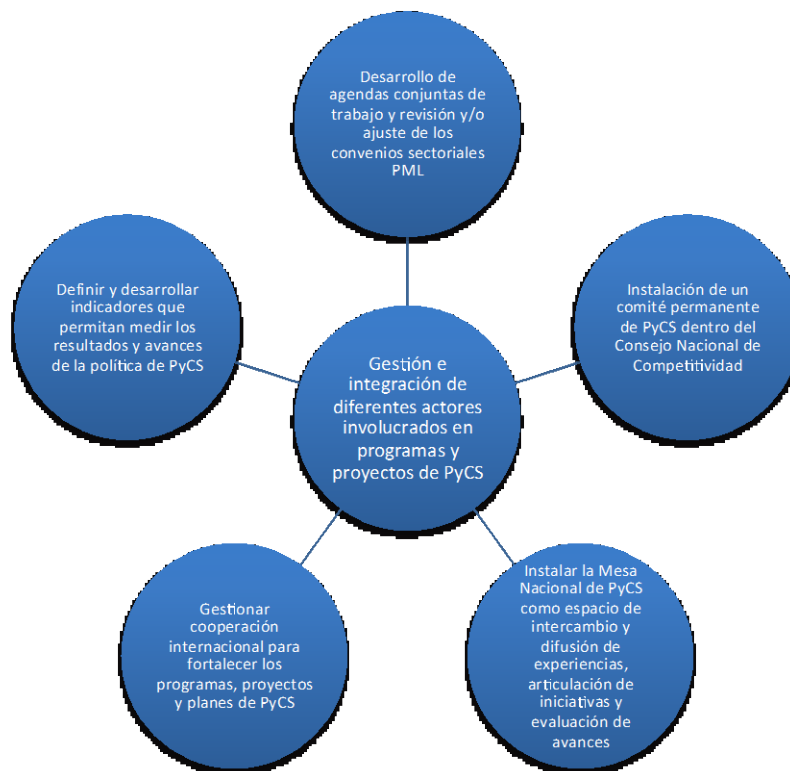 Desarrollo de
agendas conjuntas de
trabajo y revisión y/o
ajuste de los
convenios sectoriales
PML
Definir y desarrollar
indicadores que
permitan medir los
resultados y avances
de la política de PyCS
Instalación de un
comité permanente
de PyCS dentro del
Consejo Nacional de
Competitividad
Gestión e
integración de
diferentes actores
involucrados en
programas y
proyectos de PyCS
Gestionar
cooperación
internacional para
fortalecer los
programas, proyectos
y planes de PyCS
Instalar la Mesa
Nacional de PyCS
como espacio de
intercambio y
difusión de
experiencias,
articulación de
iniciativas y
evaluación de
avances